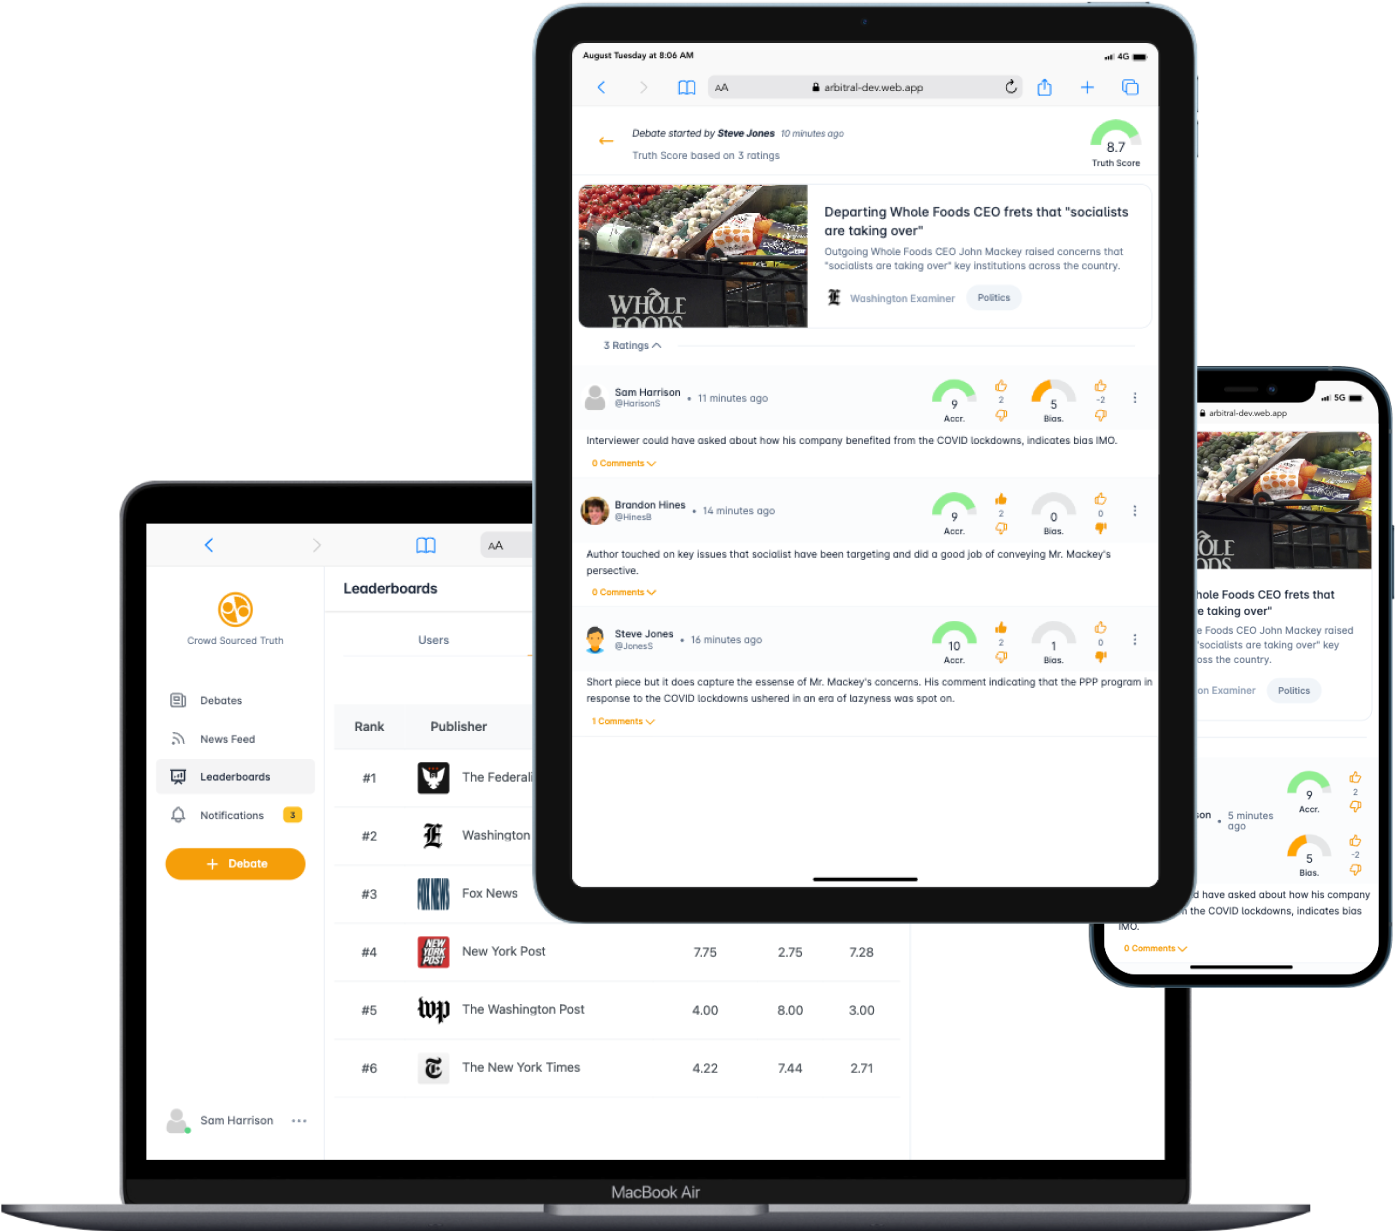 August Tuesday at 8:06 AM
4G
AA
arbitral-dev.web.app
Debate started by Steve Jones 10 minutes ago
Truth Score based on 3 ratings
8.7
Truth Score
WHOLE
FOODS
Departing Whole Foods CEO frets that "socialists
are taking over"
Outgoing Whole Foods CEO John Mackey raised concerns that
"socialists are taking over" key institutions across the country.
Washington Examiner
Politics
3 Ratings
Sam Harrison • 11 minutes ago
@HarisonS
9
Accr.
2
5
Bias.
-2
Interviewer could have asked about how his company benefited from the COVID lockdowns, indicates bias IMO.
0 Comments
Brandon Hines • 14 minutes ago
@HinesB
9
Accr.
2
0
Bias.
0
Author touched on key issues that socialist have been targeting and did a good job of conveying Mr. Mackey's
persective.
0 Comments
Steve Jones • 16 minutes ago
@JonesS
10
Accr.
2
1
Bias.
0
Short piece but it does capture the essense of Mr. Mackey's concerns. His comment indicating that the PPP program in
response to the COVID lockdowns ushered in an era of lazyness was spot on.
1 Comments
5G
arbitral-dev.web.app
OLE
ODS
hole Foods CEO frets that
e taking over"
e Foods CEO John Mackey raised
"socialists are taking over" key
oss the country.
on Examiner
Politics
son • 5 minutes
ago
9
Accr.
2
5
Bias.
-2
d have asked about how his company
n the COVID lockdowns, indicates bias
IMO.
0 Comments
AA
Crowd Sourced Truth
Debates
News Feed
Leaderboards
Notifications 3
+ Debate
Sam Harrison
Leaderboards
Users
Rank Publisher
#1 The Federali
#2 Washington
#3 FOX NEWS Fox News
#4 NEW YORK POST New York Post 7.75 2.75 7.28
#5 wp The Washington Post 4.00 8.00 3.00
#6 The New York Times 4.22 7.44 2.71
MacBook Air